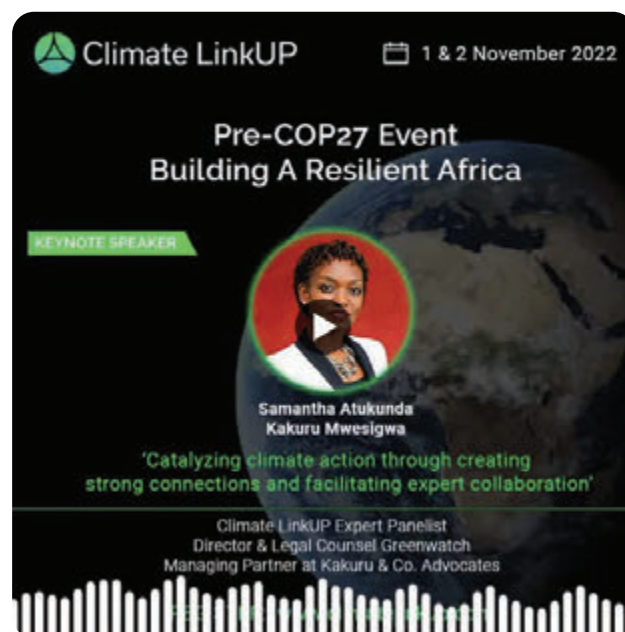 Climate LinkUP
1 & 2 November 2022
Pre-COP27 Event
Building A Resilient Africa
KEYNOTE SPEAKER
Samantha Atukunda
Kakuru Mwesigwa
'Catalyzing climate action through creating
strong connections and facilitating expert collaboration'
Climate LinkUP Expert Panelist
Director & Legal Counsel Greenwatch
Managing Partner at Kakuru & Co. Advocates